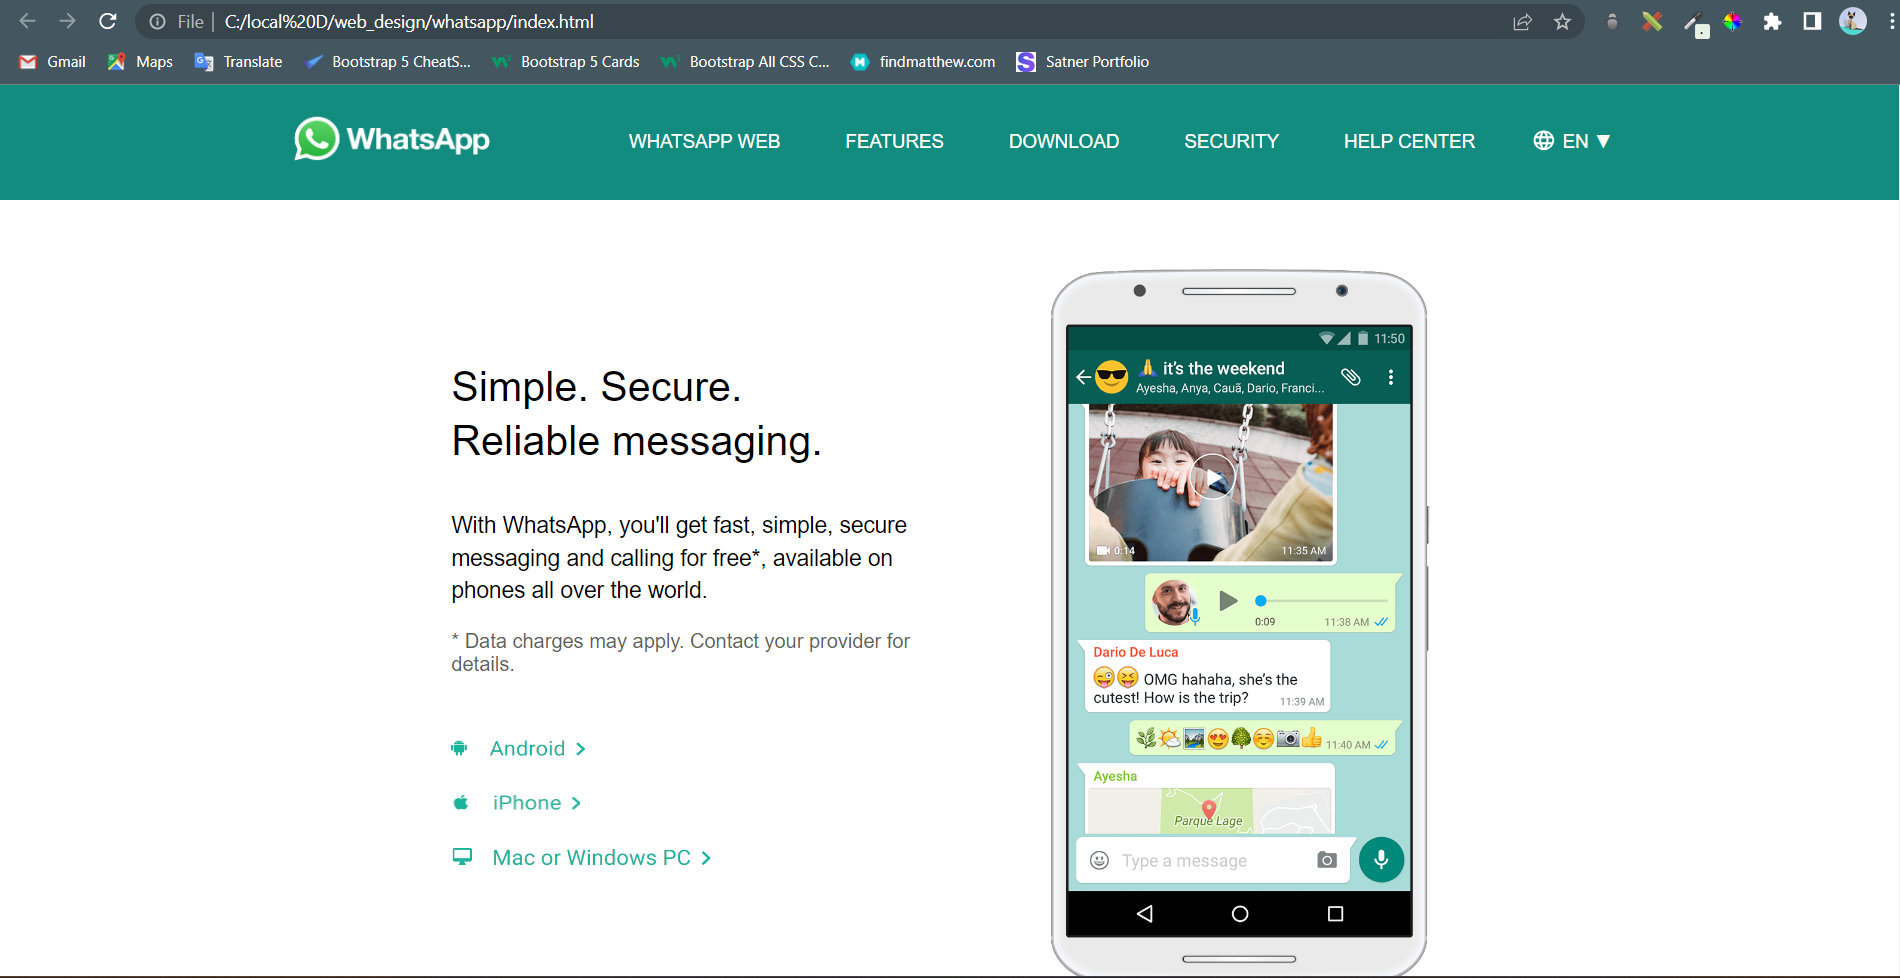 File | C:/local%20D/web_design/whatsapp/index.html
Gmail Maps Translate Bootstrap 5 CheatS... Bootstrap 5 Cards Bootstrap All CSS C... findmatthew.com Satner Portfolio
WhatsApp WHATSAPP WEB FEATURES DOWNLOAD SECURITY HELP CENTER EN ▼
Simple. Secure.
Reliable messaging.
With WhatsApp, you'll get fast, simple, secure
messaging and calling for free*, available on
phones all over the world.
* Data charges may apply. Contact your provider for
details.
Android
iPhone
Mac or Windows PC
11:50
🙏 it's the weekend
Ayesha, Anya, Cauã, Dario, Franci...
0:14 11:35 AM
0:09 11:38 AM
Dario De Luca
😜😝 OMG hahaha, she's the
cutest! How is the trip?
11:39 AM
11:40 AM
Ayesha
Parque Lage
Type a message